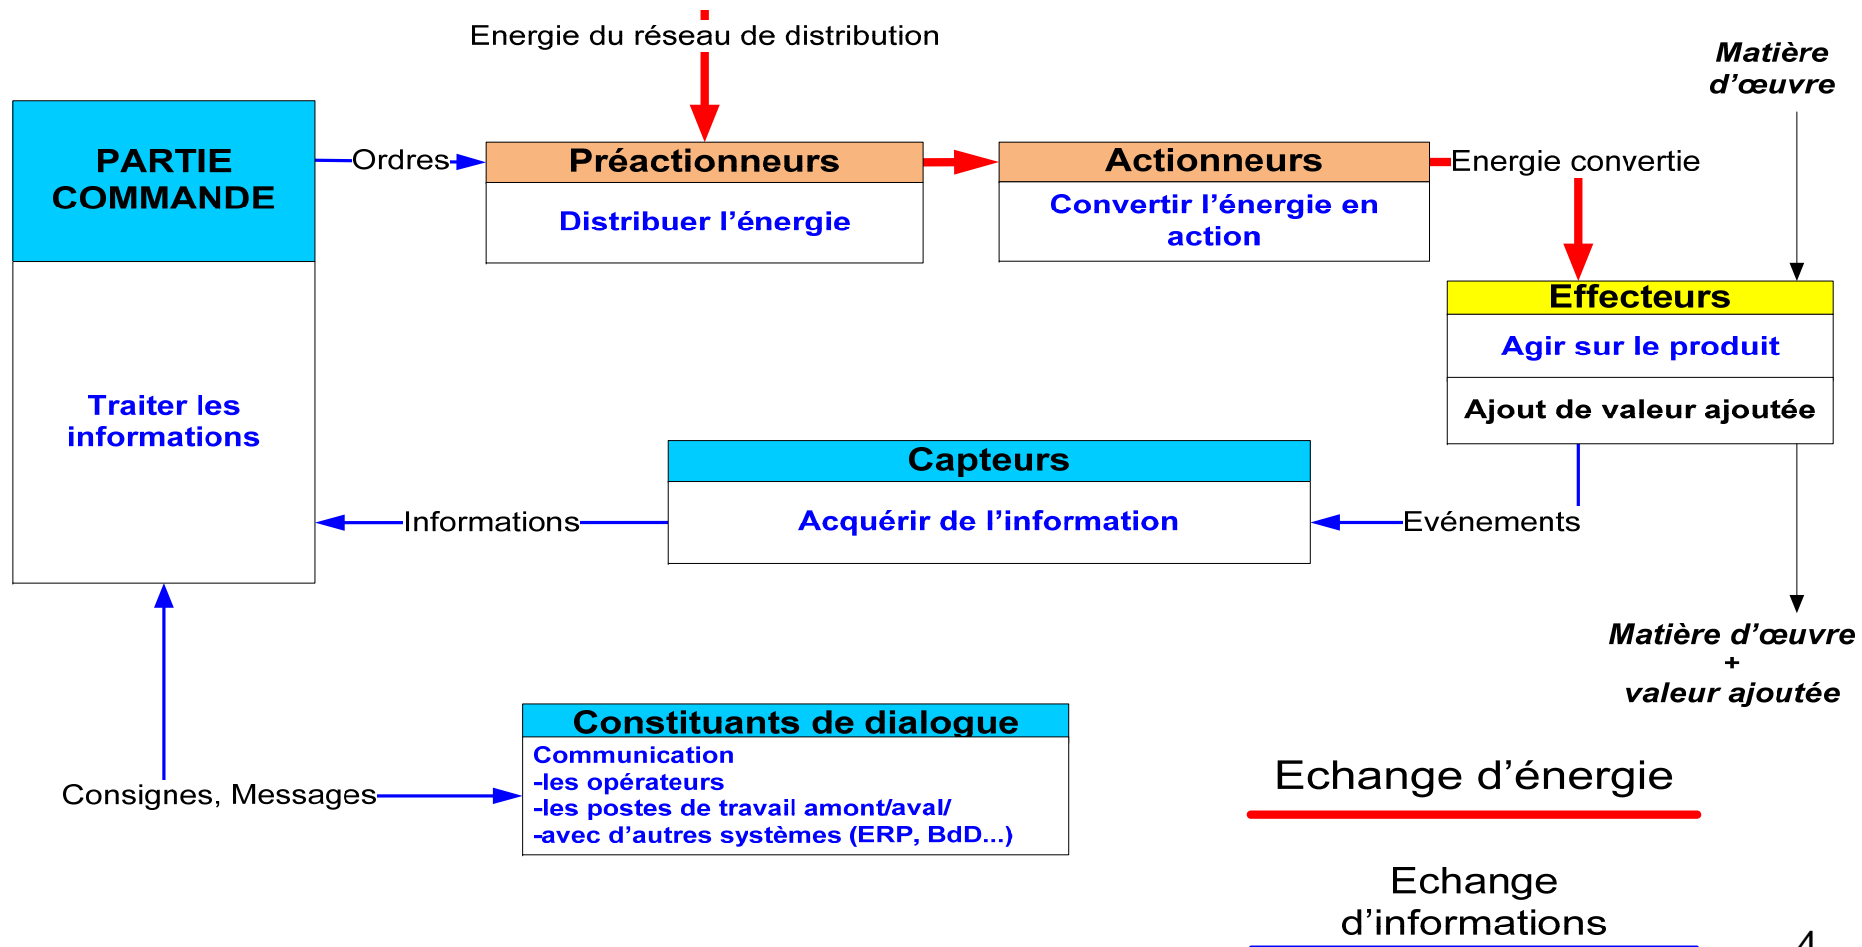 Energie du réseau de distribution
Matière
d'œuvre
PARTIE
COMMANDE
Ordres
Préactionneurs
Actionneurs
Energie convertie
Distribuer l'énergie
Convertir l'énergie en
action
Effecteurs
Agir sur le produit
Ajout de valeur ajoutée
Traiter les
informations
Capteurs
Acquérir de l'information
Informations
Evénements
Matière d'œuvre
+
valeur ajoutée
Constituants de dialogue
Communication
-les opérateurs
-les postes de travail amont/aval/
-avec d'autres systèmes (ERP, BdD...)
Consignes, Messages
Echange d'énergie
Echange
d'informations
4